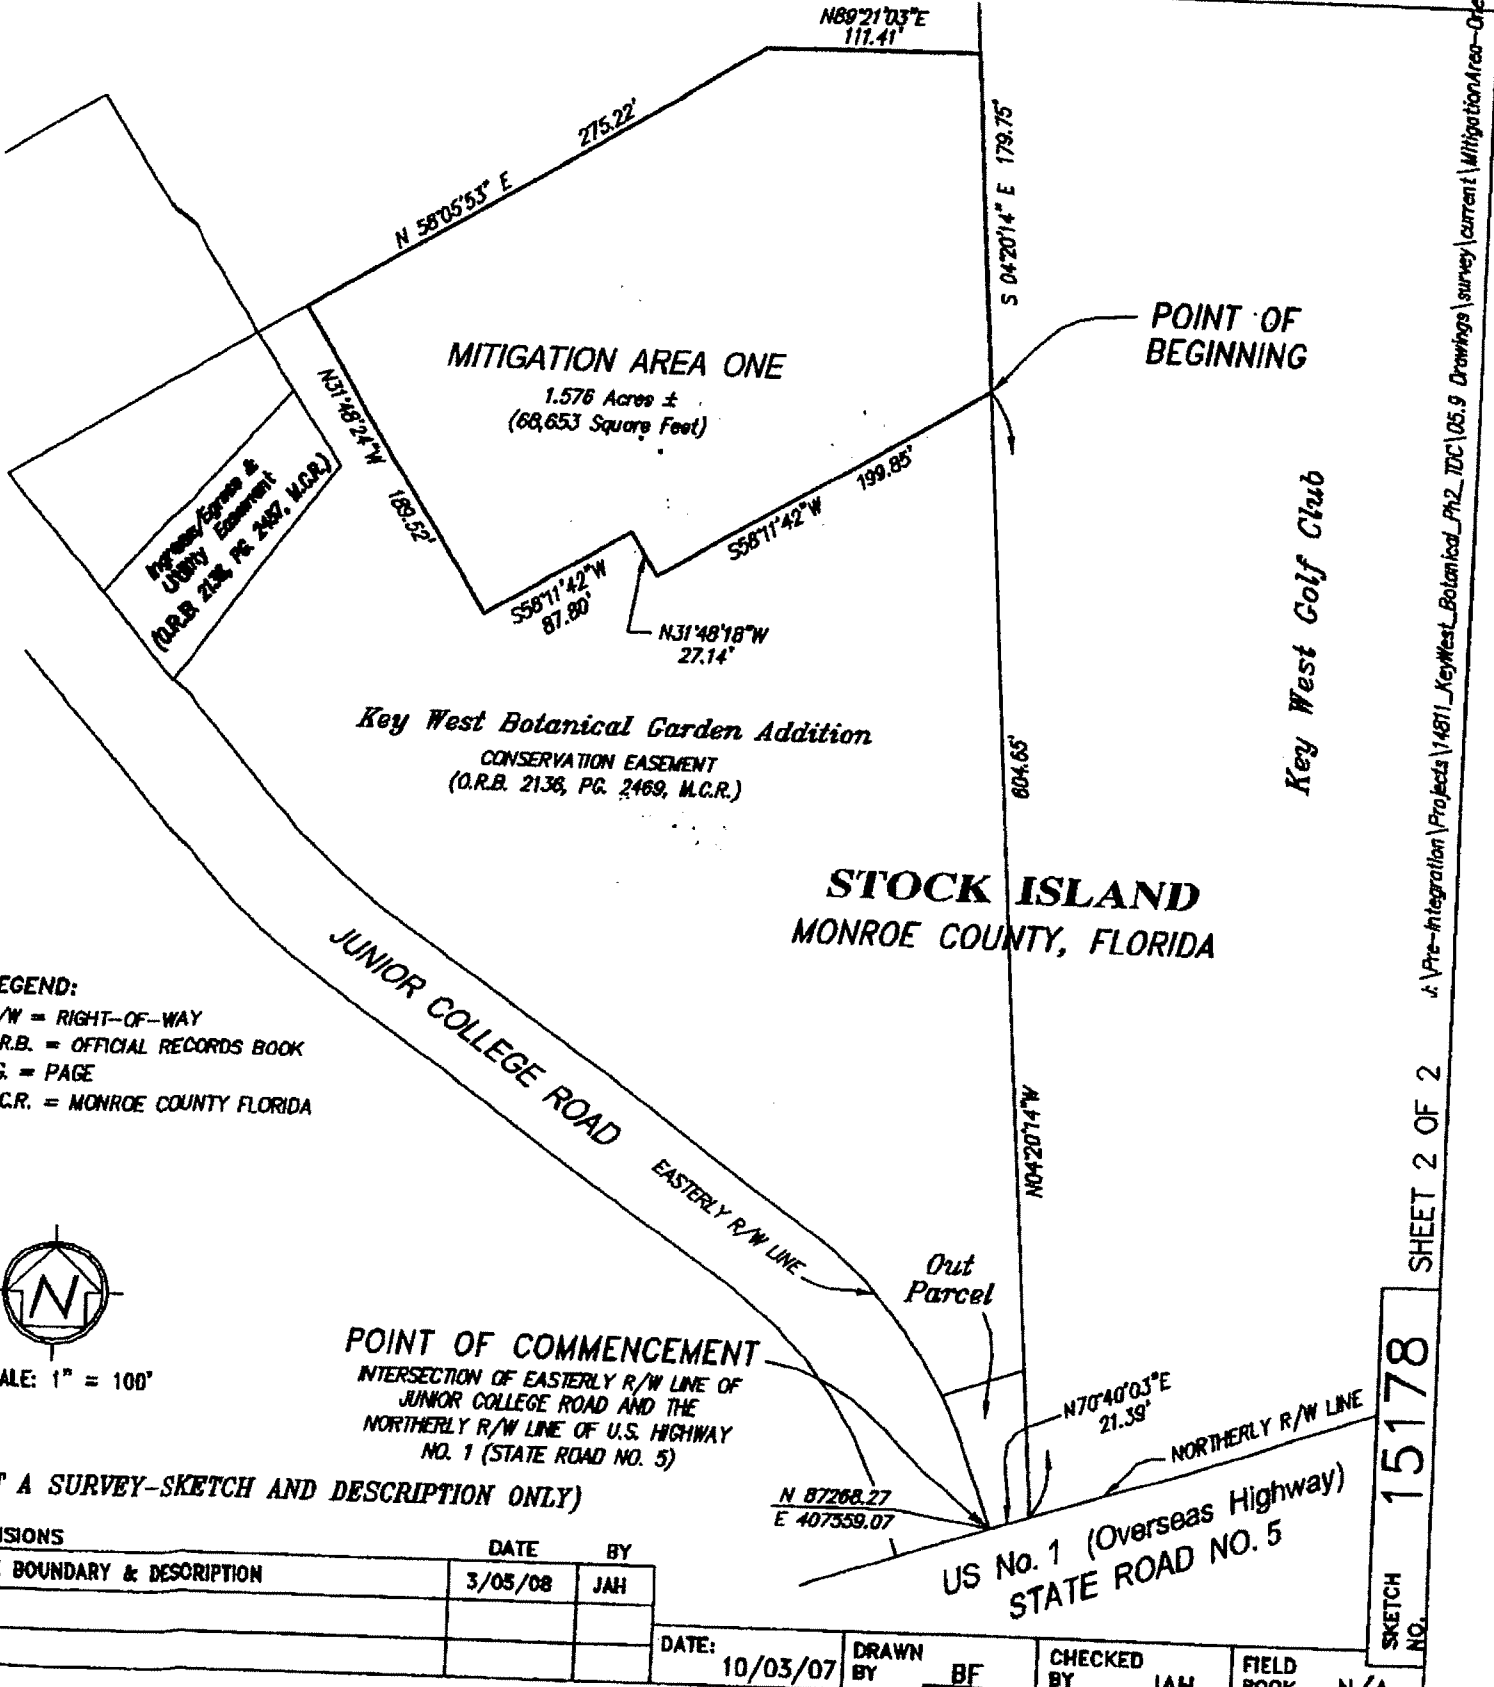 N89°21'03"E
111.41'
275.22'
N 58°05'53" E
S 04°20'14" E 179.75'
POINT OF
BEGINNING
MITIGATION AREA ONE
1.576 Acres ±
(68,653 Square Feet)
N31°48'24"W 189.52'
S58°11'42"W 199.85'
S58°11'42"W
87.80'
N31°48'18"W
27.14'
Ingress/Egress &
Utility Easement
(O.R.B. 2136, PG. 2457, M.C.R.)
Key West Botanical Garden Addition
CONSERVATION EASEMENT
(O.R.B. 2136, PG. 2469, M.C.R.)
604.65'
Key West Golf Club
STOCK ISLAND
MONROE COUNTY, FLORIDA
J:\Pre-Integration\Projects\14811_KeyWest_Botanical_Ph2_TDC\05.9 Drawings\survey\current\MitigationArea-One
EGEND:
/W = RIGHT-OF-WAY
R.B. = OFFICIAL RECORDS BOOK
G. = PAGE
C.R. = MONROE COUNTY FLORIDA
JUNIOR COLLEGE ROAD
EASTERLY R/W LINE
N04°20'14"W
Out
Parcel
N
ALE: 1" = 100'
POINT OF COMMENCEMENT
INTERSECTION OF EASTERLY R/W LINE OF
JUNIOR COLLEGE ROAD AND THE
NORTHERLY R/W LINE OF U.S. HIGHWAY
NO. 1 (STATE ROAD NO. 5)
N70°40'03"E
21.39'
NORTHERLY R/W LINE
N 87268.27
E 407559.07
US No. 1 (Overseas Highway)
STATE ROAD NO. 5
T A SURVEY-SKETCH AND DESCRIPTION ONLY)
SHEET 2 OF 2
SKETCH
NO. 15178
ISIONS DATE BY
BOUNDARY & DESCRIPTION 3/05/08 JAH
DATE: 10/03/07
DRAWN
BY BF
CHECKED
BY JAH
FIELD
BOOK N/A